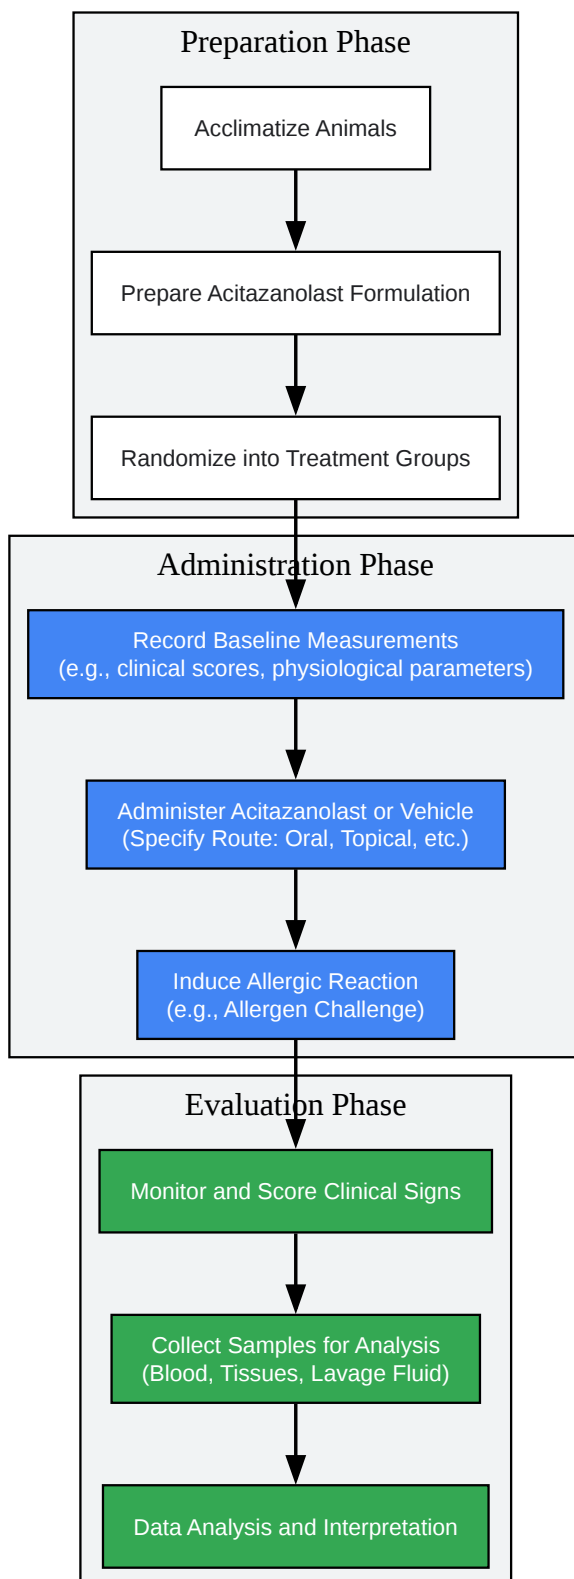 Preparation Phase
Acclimatize Animals
Prepare Acitazanolast Formulation
Randomize into Treatment Groups
Administration Phase
Record Baseline Measurements
(e.g., clinical scores, physiological parameters)
Administer Acitazanolast or Vehicle
(Specify Route: Oral, Topical, etc.)
Induce Allergic Reaction
(e.g., Allergen Challenge)
Evaluation Phase
Monitor and Score Clinical Signs
Collect Samples for Analysis
(Blood, Tissues, Lavage Fluid)
Data Analysis and Interpretation